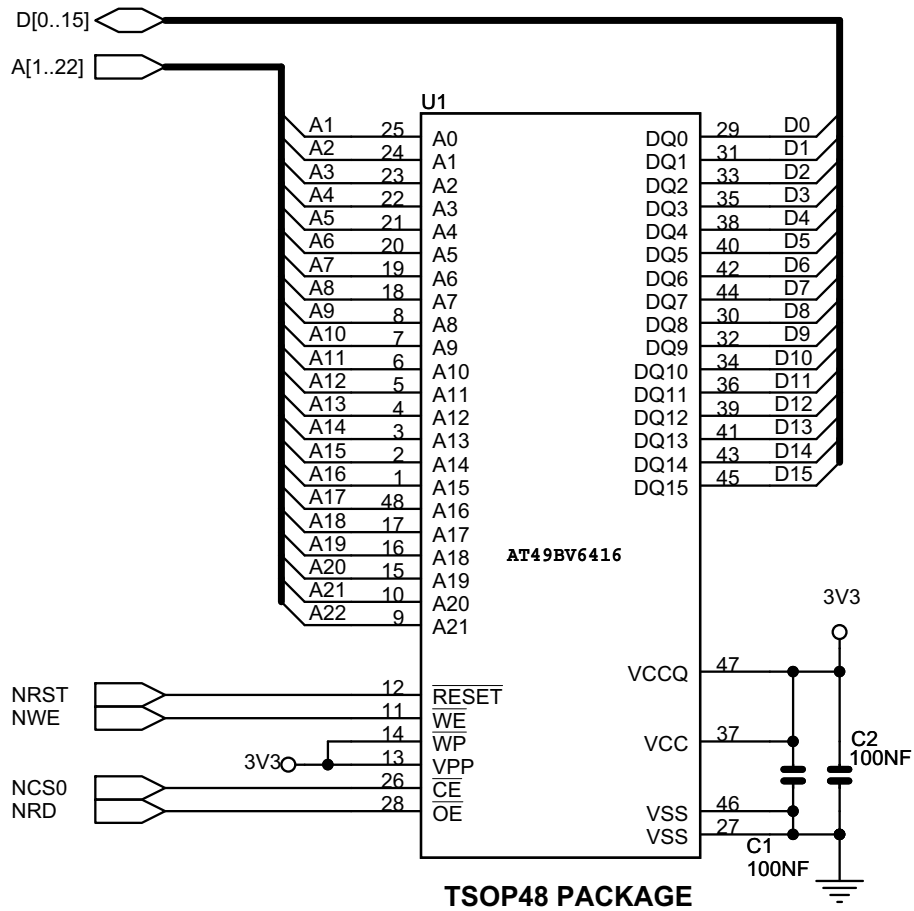 D[0..15]
A[1..22]
U1
A1 25 A0 DQ0 29 D0
A2 24 A1 DQ1 31 D1
A3 23 A2 DQ2 33 D2
A4 22 A3 DQ3 35 D3
A5 21 A4 DQ4 38 D4
A6 20 A5 DQ5 40 D5
A7 19 A6 DQ6 42 D6
A8 18 A7 DQ7 44 D7
A9 8 A8 DQ8 30 D8
A10 7 A9 DQ9 32 D9
A11 6 A10 DQ10 34 D10
A12 5 A11 DQ11 36 D11
A13 4 A12 DQ12 39 D12
A14 3 A13 DQ13 41 D13
A15 2 A14 DQ14 43 D14
A16 1 A15 DQ15 45 D15
A17 48 A16
A18 17 A17
A19 16 A18
AT49BV6416
A20 15 A19
A21 10 A20
A22 9 A21
3V3
VCCQ 47
NRST 12 RESET
NWE 11 WE
14 WP VCC 37
C2
100NF
3V3 13 VPP
NCS0 26 CE
NRD 28 OE VSS 46
VSS 27
C1
100NF
TSOP48 PACKAGE